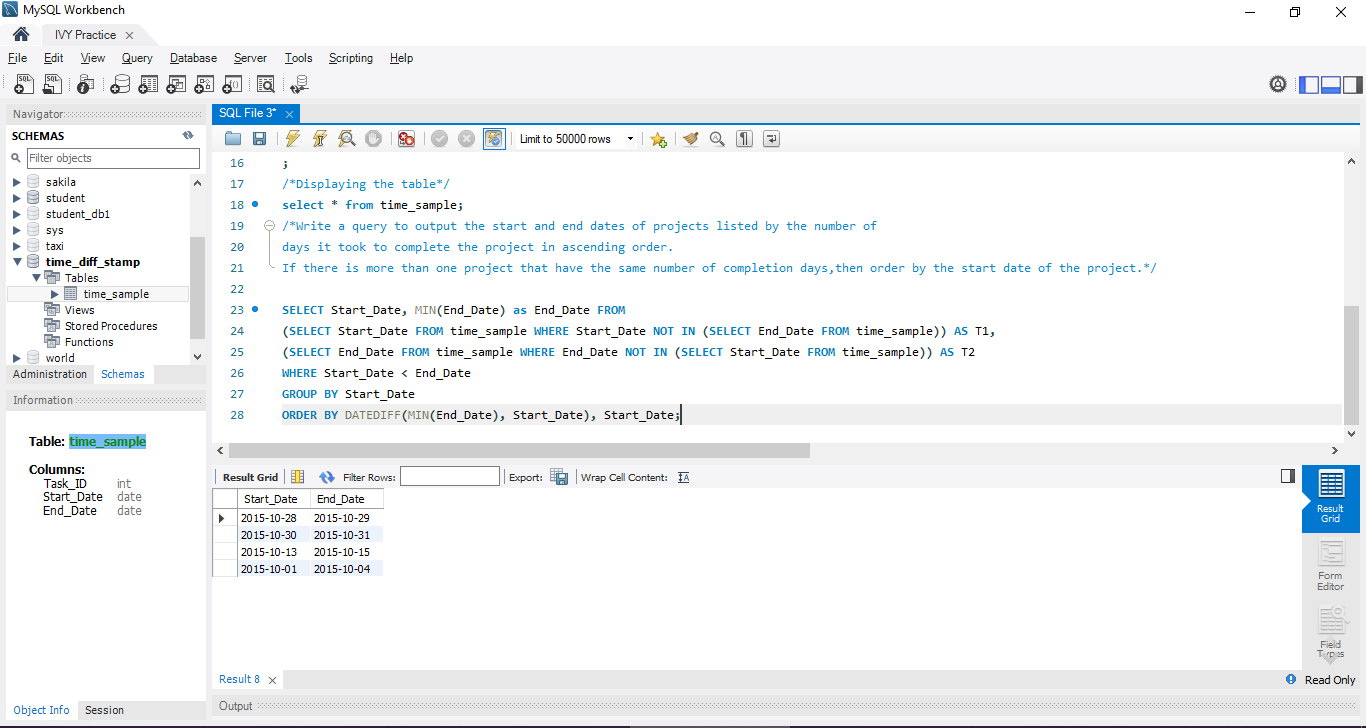 MySQL Workbench
IVY Practice
File Edit View Query Database Server Tools Scripting Help
Navigator
SCHEMAS
Filter objects
sakila
student
student_db1
sys
taxi
time_diff_stamp
Tables
time_sample
Views
Stored Procedures
Functions
world
Administration Schemas
Information
Table: time_sample
Columns:
Task_ID int
Start_Date date
End_Date date
Object Info Session
SQL File 3*
Limit to 50000 rows
16 ;
17 /*Displaying the table*/
18 select * from time_sample;
19 /*Write a query to output the start and end dates of projects listed by the number of
20 days it took to complete the project in ascending order.
21 If there is more than one project that have the same number of completion days,then order by the start date of the project.*/
22
23 SELECT Start_Date, MIN(End_Date) as End_Date FROM
24 (SELECT Start_Date FROM time_sample WHERE Start_Date NOT IN (SELECT End_Date FROM time_sample)) AS T1,
25 (SELECT End_Date FROM time_sample WHERE End_Date NOT IN (SELECT Start_Date FROM time_sample)) AS T2
26 WHERE Start_Date < End_Date
27 GROUP BY Start_Date
28 ORDER BY DATEDIFF(MIN(End_Date), Start_Date), Start_Date;
Result Grid Filter Rows: Export: Wrap Cell Content:
Start_Date End_Date
2015-10-28 2015-10-29
2015-10-30 2015-10-31
2015-10-13 2015-10-15
2015-10-01 2015-10-04
Result
Grid
Form
Editor
Field
Types
Result 8
Read Only
Output